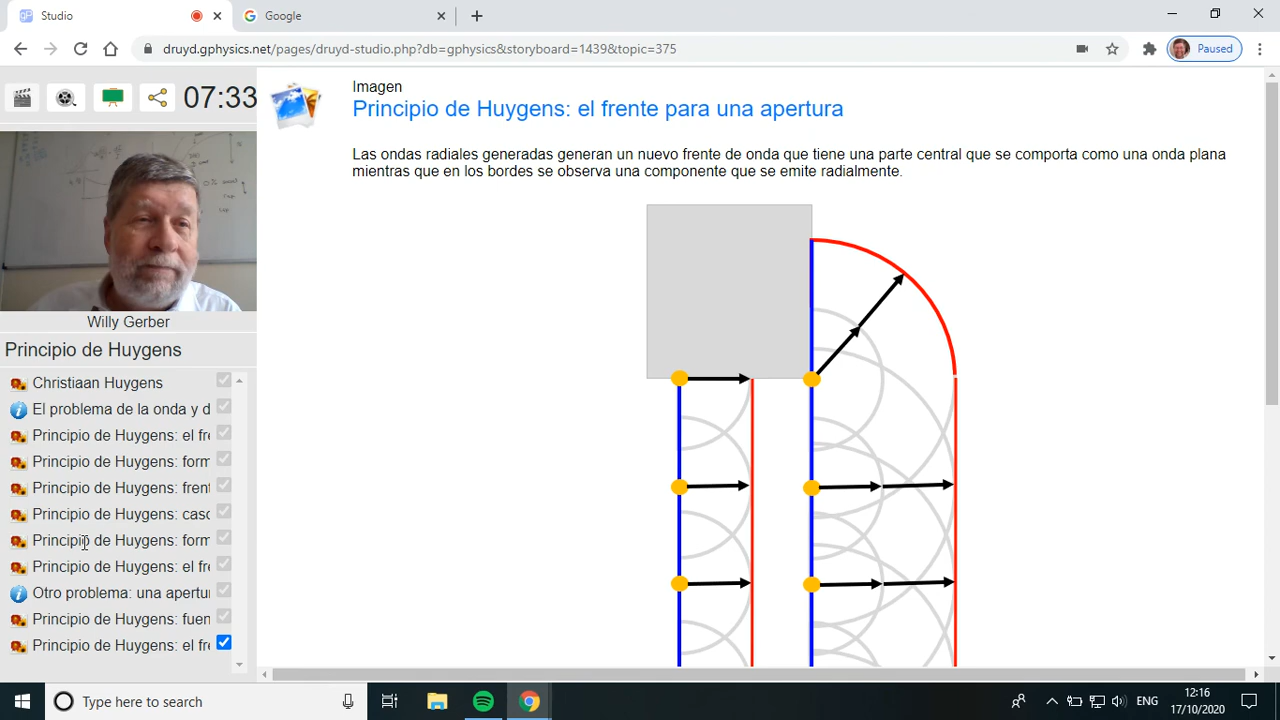 Studio
Google
druyd.gphysics.net/pages/druyd-studio.php?db=gphysics&storyboard=1439&topic=375
Paused
07:33
Willy Gerber
Principio de Huygens
Christiaan Huygens
El problema de la onda y d
Principio de Huygens: el fre
Principio de Huygens: form
Principio de Huygens: frent
Principio de Huygens: caso
Principio de Huygens: form
Principio de Huygens: el fre
Otro problema: una apertu
Principio de Huygens: fuen
Principio de Huygens: el fre
Imagen
Principio de Huygens: el frente para una apertura
Las ondas radiales generadas generan un nuevo frente de onda que tiene una parte central que se comporta como una onda plana
mientras que en los bordes se observa una componente que se emite radialmente.
Type here to search
ENG
12:16
17/10/2020